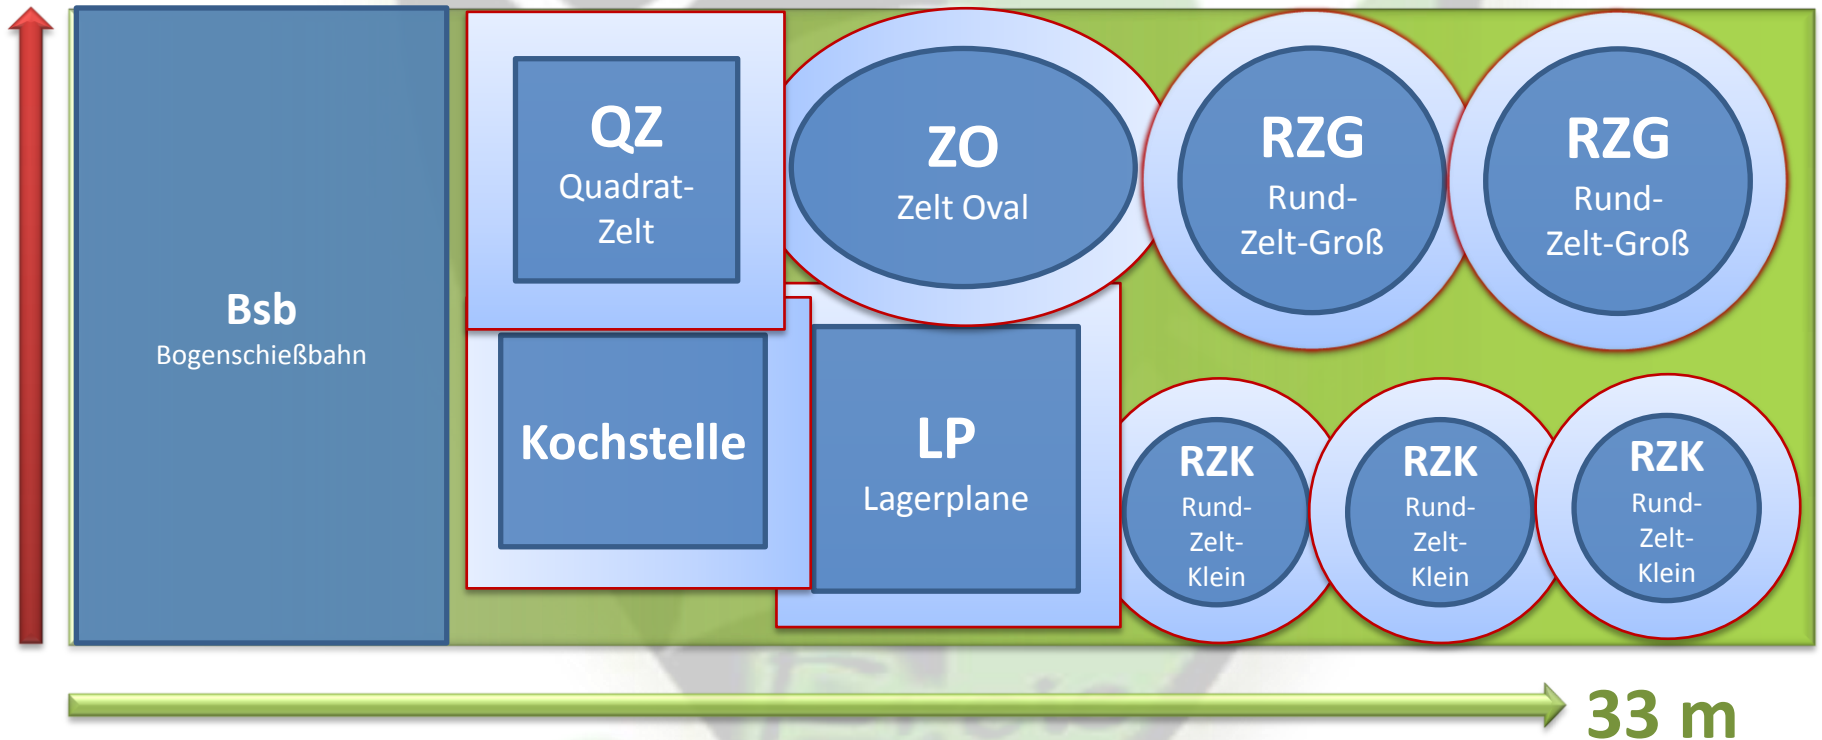 Bsb
Bogenschießbahn
QZ
Quadrat-
Zelt
ZO
Zelt Oval
RZG
Rund-
Zelt-Groß
RZG
Rund-
Zelt-Groß
Kochstelle
LP
Lagerplane
RZK
Rund-
Zelt-
Klein
RZK
Rund-
Zelt-
Klein
RZK
Rund-
Zelt-
Klein
33 m